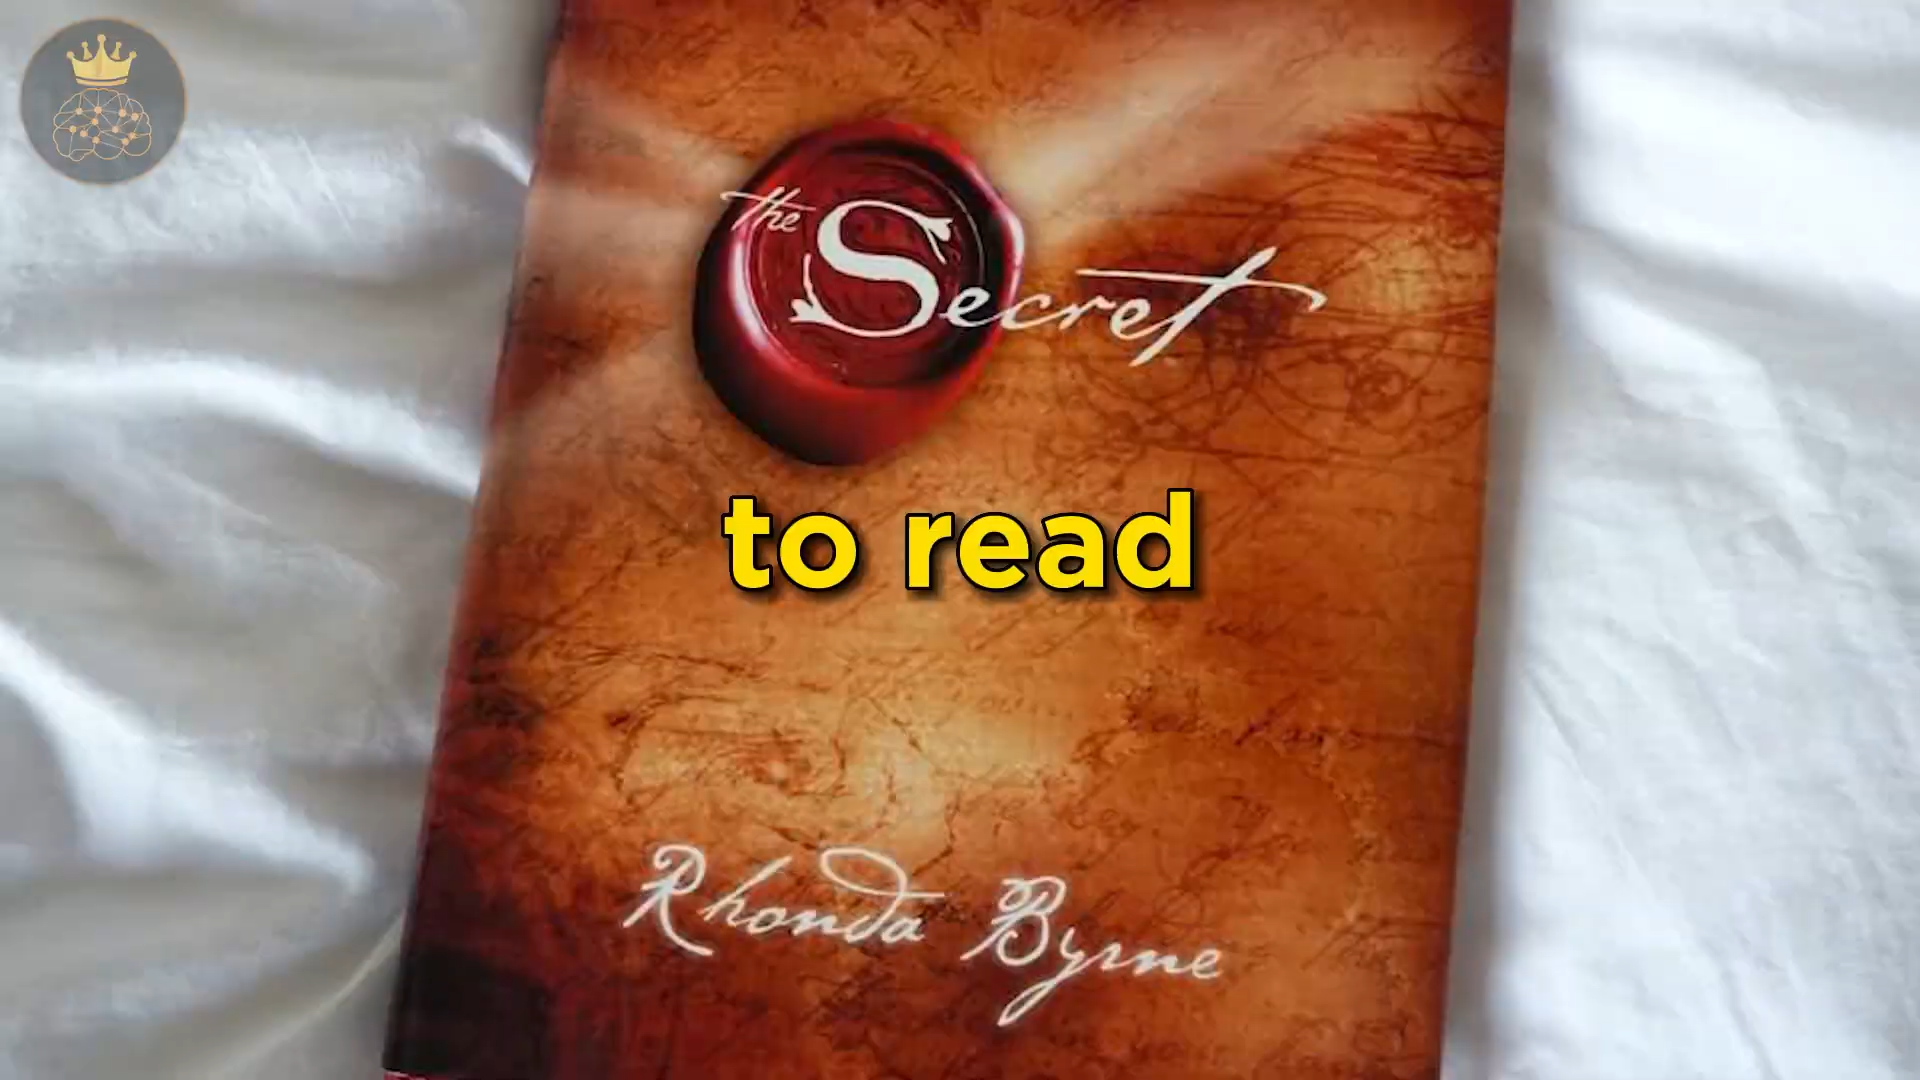 the Secret
to read
Rhonda Byrne